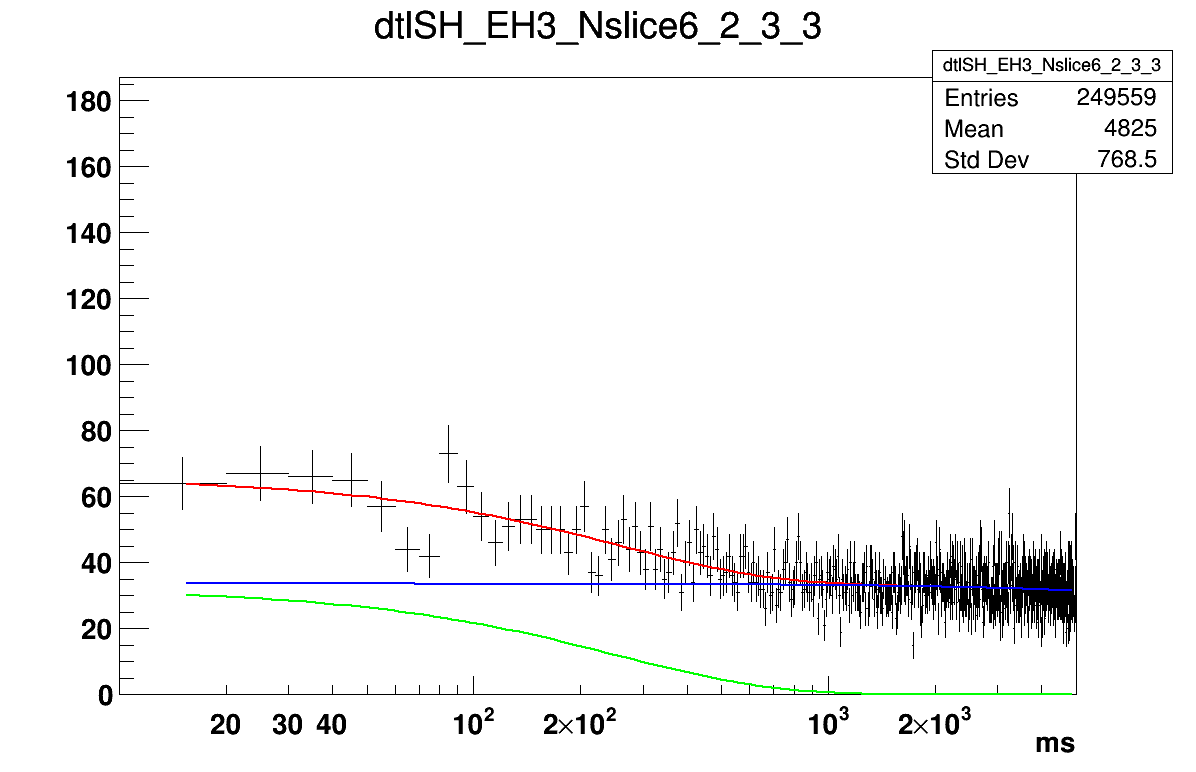 dtlSH_EH3_Nslice6_2_3_3
dtlSH_EH3_Nslice6_2_3_3
Entries 249559
Mean 4825
Std Dev 768.5
180
160
140
120
100
80
60
40
20
0
20 30 40 10² 2×10² 10³ 2×10³
ms